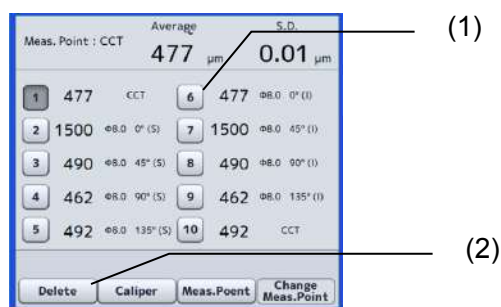 Average S.D. (1)
Meas. Point : CCT 477 μm 0.01 μm
1 477 CCT 6 477 Φ8.0 0° (I)
2 1500 Φ8.0 0° (S) 7 1500 Φ8.0 45° (I)
3 490 Φ8.0 45° (S) 8 490 Φ8.0 90° (I)
4 462 Φ8.0 90° (S) 9 462 Φ8.0 135° (I)
5 492 Φ8.0 135° (S) 10 492 CCT
(2)
Delete Caliper Meas.Poent Change
Meas.Point